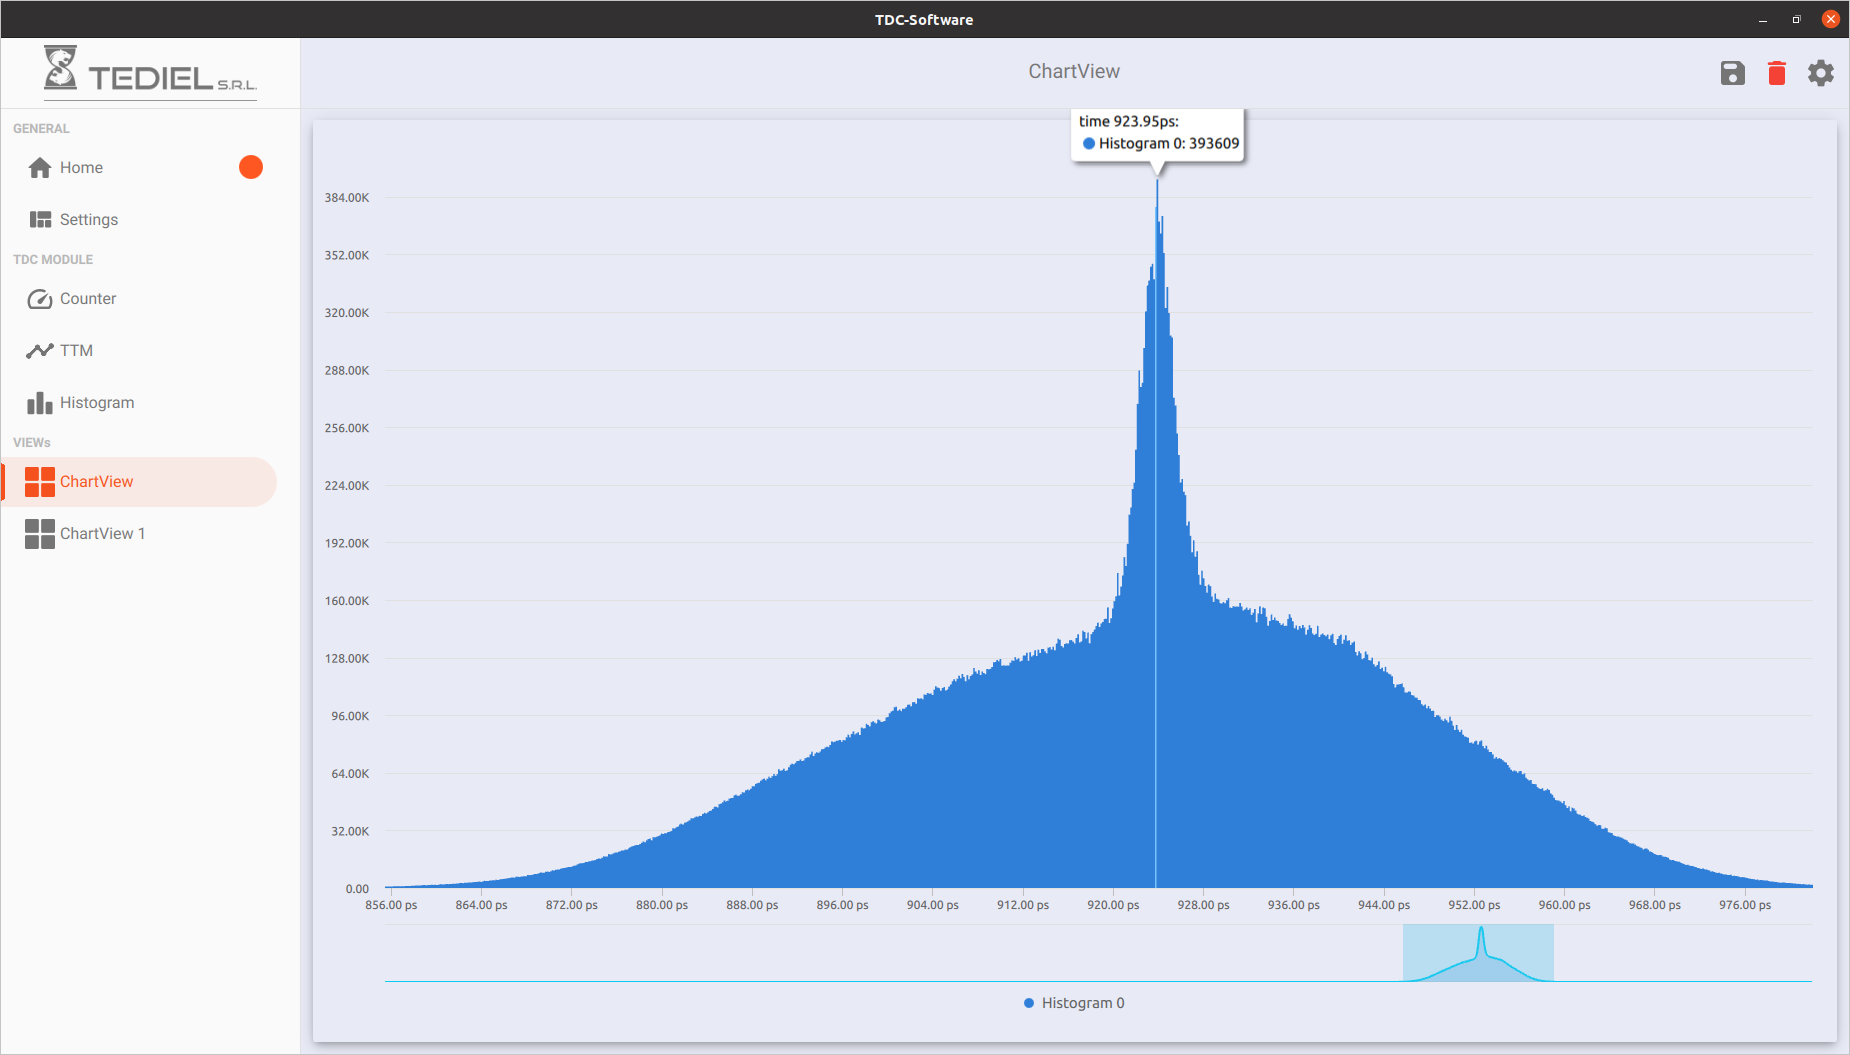 TDC-Software
TEDIEL S.R.L.
ChartView
GENERAL
Home
Settings
TDC MODULE
Counter
TTM
Histogram
VIEWs
ChartView
ChartView 1
time 923.95ps:
Histogram 0: 393609
384.00K
352.00K
320.00K
288.00K
256.00K
224.00K
192.00K
160.00K
128.00K
96.00K
64.00K
32.00K
0.00
856.00 ps 864.00 ps 872.00 ps 880.00 ps 888.00 ps 896.00 ps 904.00 ps 912.00 ps 920.00 ps 928.00 ps 936.00 ps 944.00 ps 952.00 ps 960.00 ps 968.00 ps 976.00 ps
Histogram 0